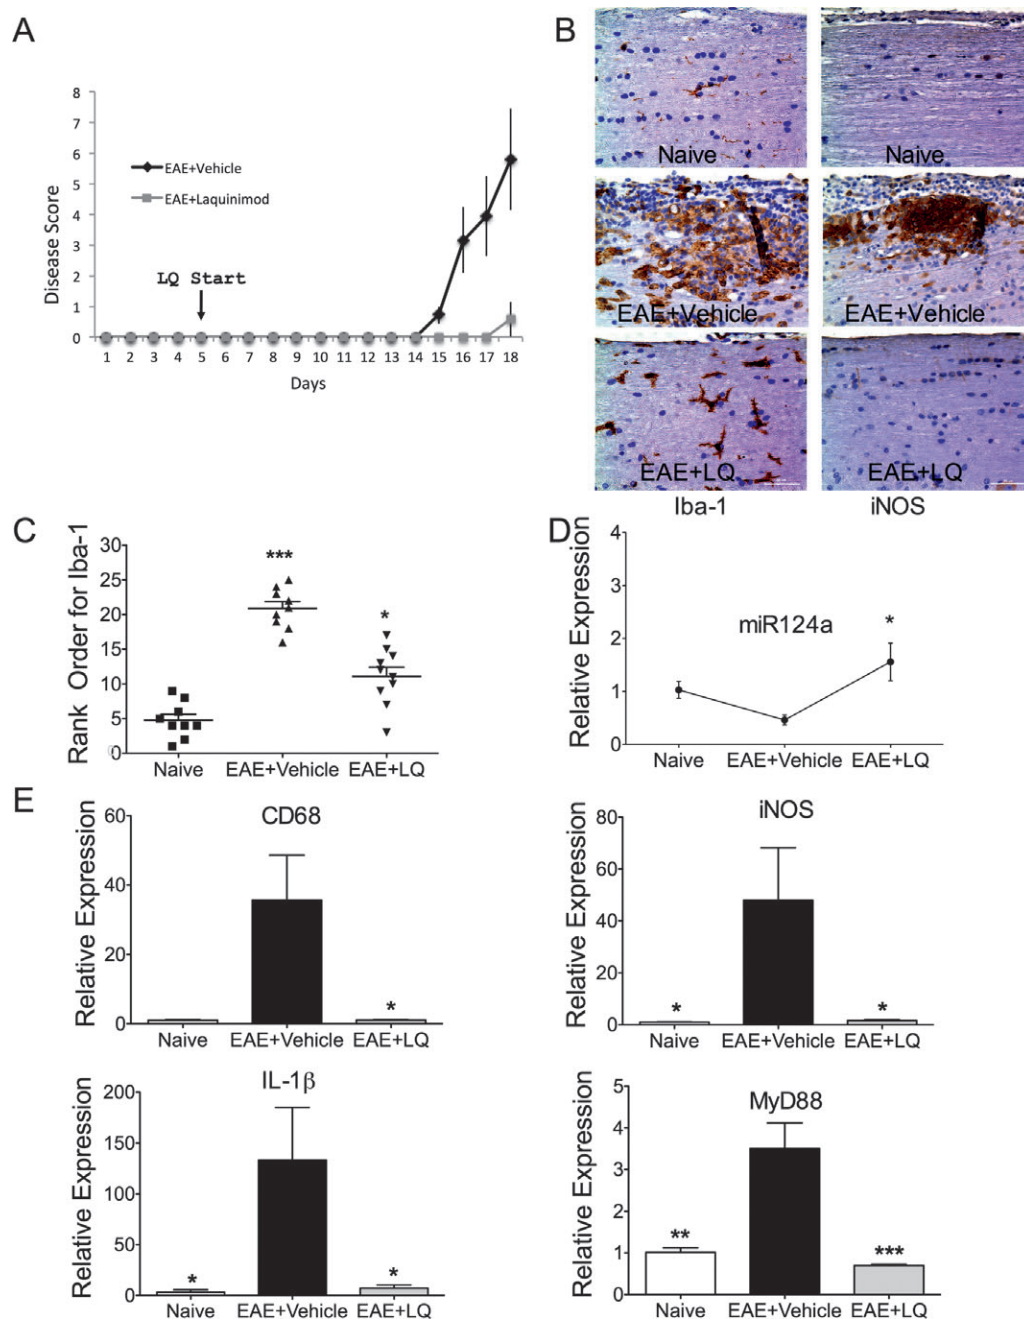 A
8
7
6
5
4
3
2
1
0
Disease Score
EAE+Vehicle
EAE+Laquinimod
LQ Start
1 2 3 4 5 6 7 8 9 10 11 12 13 14 15 16 17 18
Days
B
Naive
Naive
EAE+Vehicle
EAE+Vehicle
EAE+LQ
EAE+LQ
Iba-1
iNOS
C
Rank Order for Iba-1
30
25
20
15
10
5
0
***
*
Naive EAE+Vehicle EAE+LQ
D
Relative Expression
4
3
2
1
0
miR124a
*
Naive EAE+Vehicle EAE+LQ
E
CD68
Relative Expression
60
40
20
0
*
Naive EAE+Vehicle EAE+LQ
iNOS
Relative Expression
80
60
40
20
0
*
*
Naive EAE+Vehicle EAE+LQ
IL-1β
Relative Expression
200
150
100
50
0
*
*
Naive EAE+Vehicle EAE+LQ
MyD88
Relative Expression
5
4
3
2
1
0
**
***
Naive EAE+Vehicle EAE+LQ